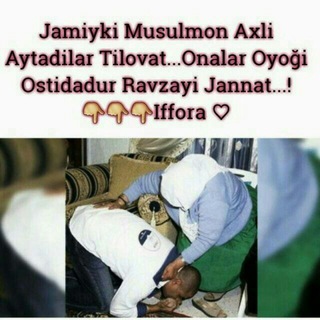 Jamiyki Musulmon Axli
Aytadilar Tilovat...Onalar Oyoği
Ostidadur Ravzayi Jannat...!
👇👇👇Iffora ♡